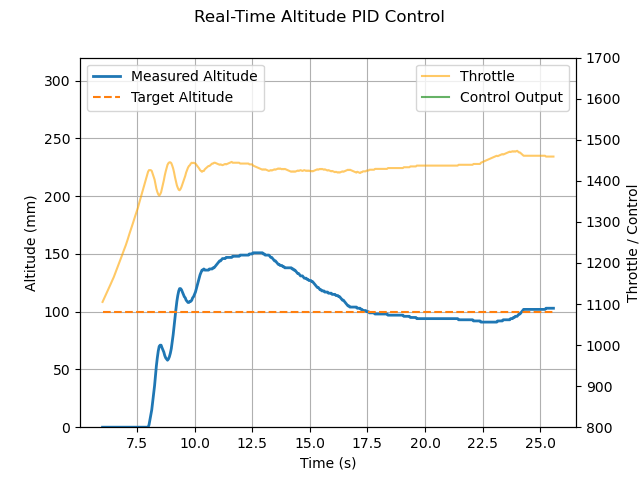 Real-Time Altitude PID Control
Measured Altitude
Target Altitude
Throttle
Control Output
300
250
200
150
100
50
0
Altitude (mm)
1700
1600
1500
1400
1300
1200
1100
1000
900
800
Throttle / Control
7.5 10.0 12.5 15.0 17.5 20.0 22.5 25.0
Time (s)